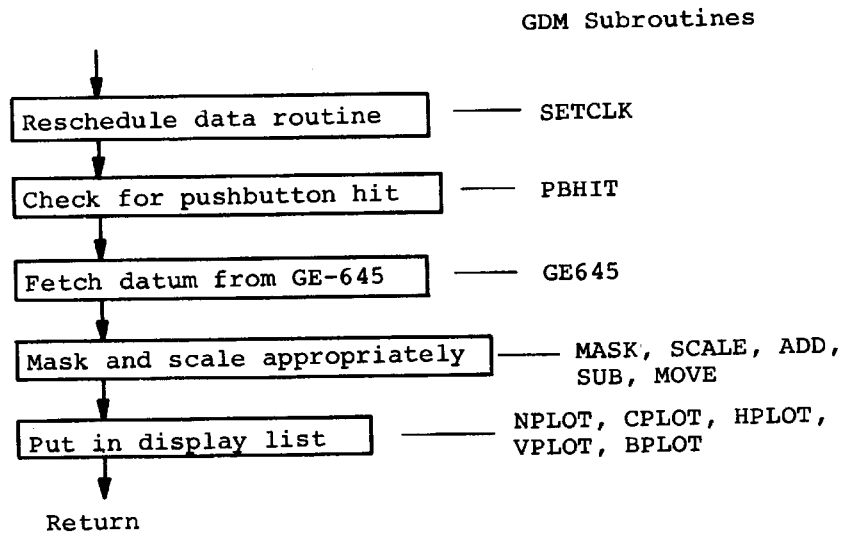 GDM Subroutines
Reschedule data routine
SETCLK
Check for pushbutton hit
PBHIT
Fetch datum from GE-645
GE645
Mask and scale appropriately
MASK, SCALE, ADD,
SUB, MOVE
Put in display list
NPLOT, CPLOT, HPLOT,
VPLOT, BPLOT
Return